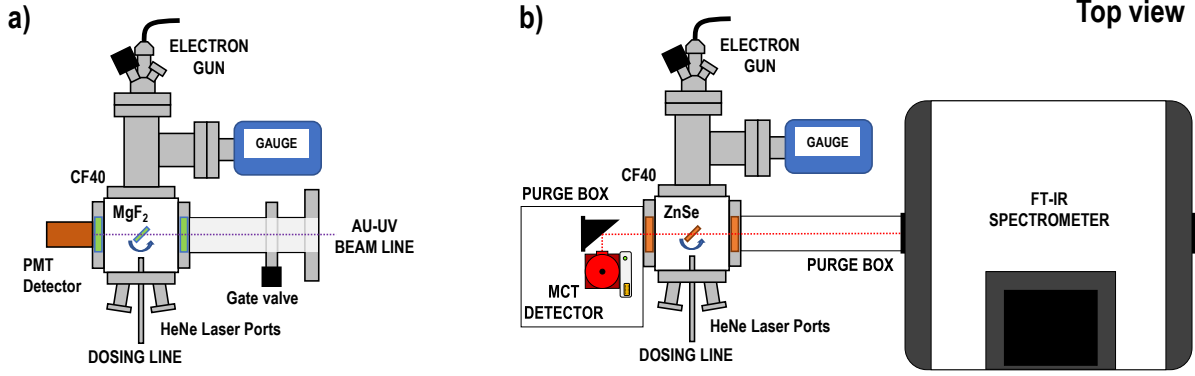 a)
ELECTRON
GUN
GAUGE
CF40
MgF₂
AU-UV
BEAM LINE
PMT
Detector
Gate valve
HeNe Laser Ports
DOSING LINE
b)
Top view
ELECTRON
GUN
GAUGE
CF40
PURGE BOX
ZnSe
FT-IR
SPECTROMETER
PURGE BOX
MCT
DETECTOR
HeNe Laser Ports
DOSING LINE